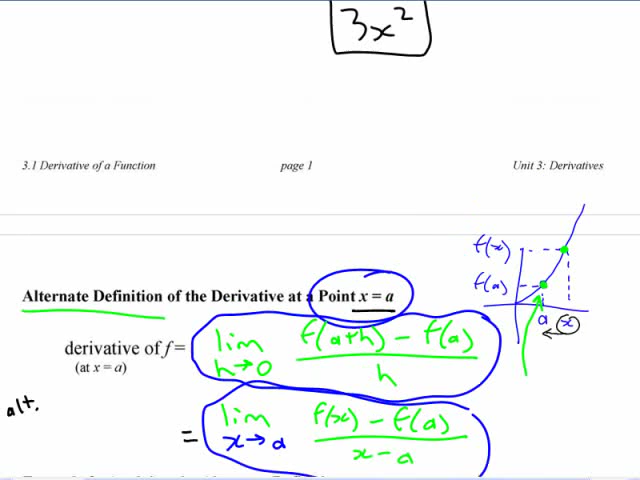 3x²
3.1 Derivative of a Function page 1 Unit 3: Derivatives
f(x)
f(a)
a x
Alternate Definition of the Derivative at a Point x = a
derivative of f = lim h→0 f(a+h) - f(a) / h
(at x = a)
alt.
= lim x→a f(x) - f(a) / x - a